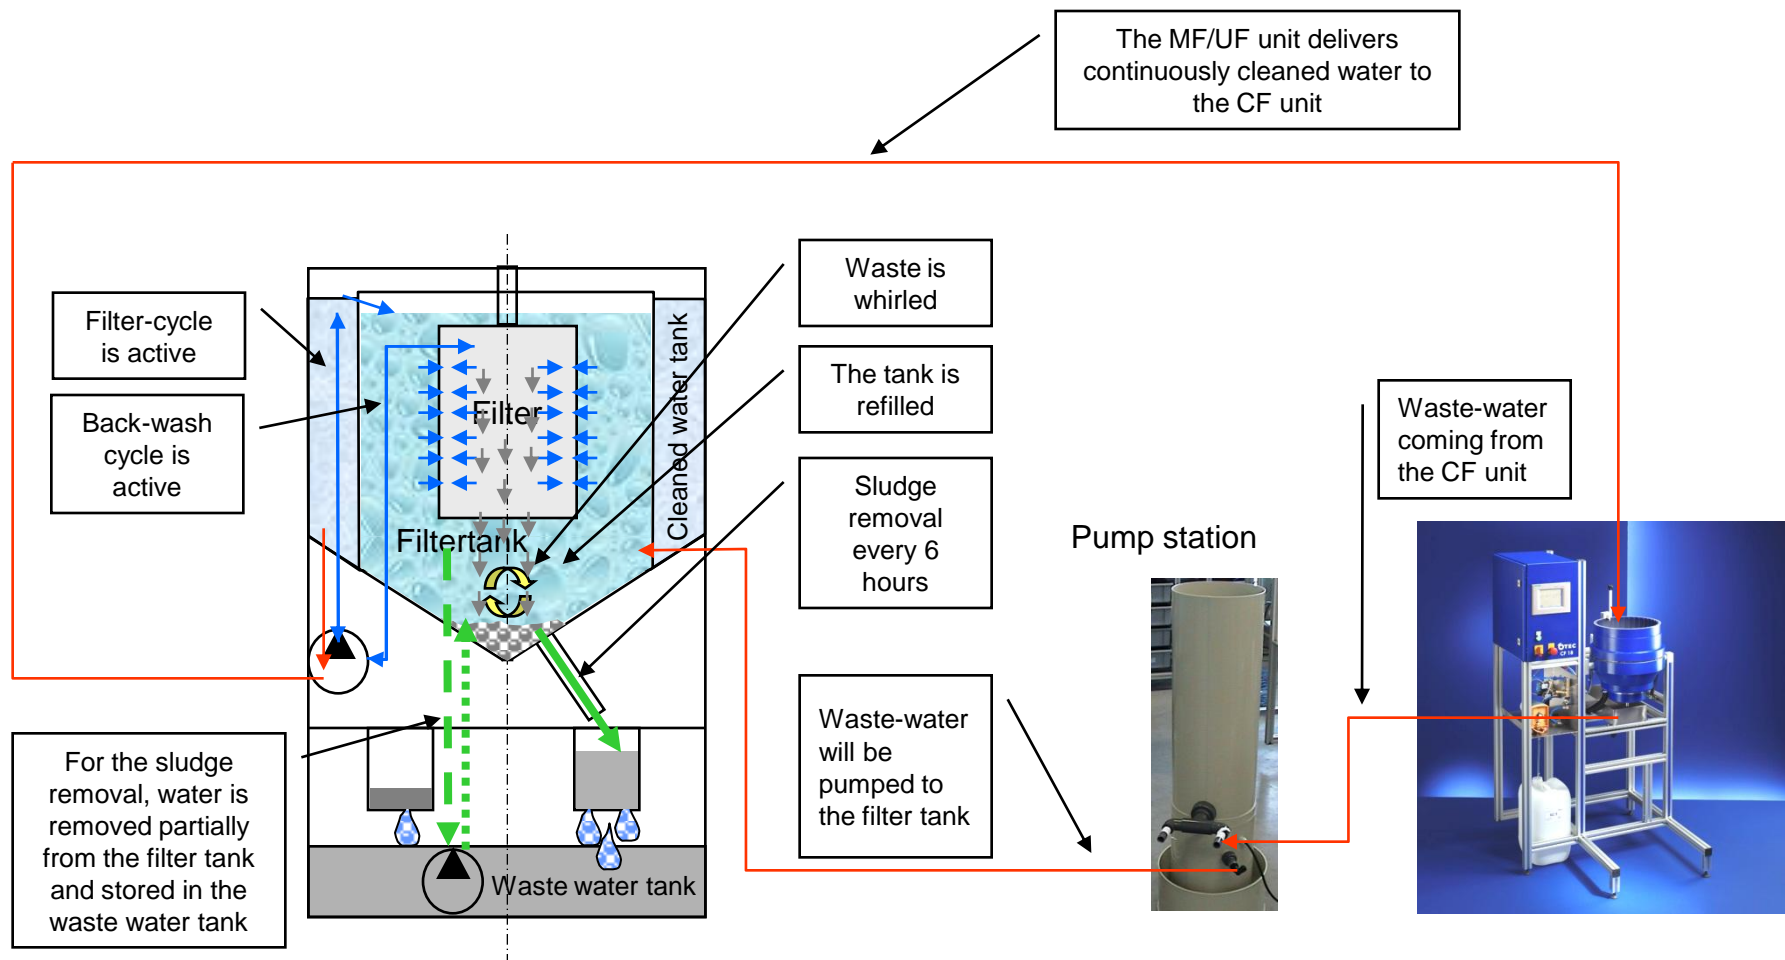 The MF/UF unit delivers
continuously cleaned water to
the CF unit
Waste is
whirled
Filter-cycle
is active
The tank is
refilled
Back-wash
cycle is
active
Filter
Cleaned water tank
Waste-water
coming from
the CF unit
Sludge
removal
every 6
hours
Filtertank
Pump station
OTEC
CF 18
Waste-water
will be
pumped to
the filter tank
For the sludge
removal, water is
removed partially
from the filter tank
and stored in the
waste water tank
Waste water tank